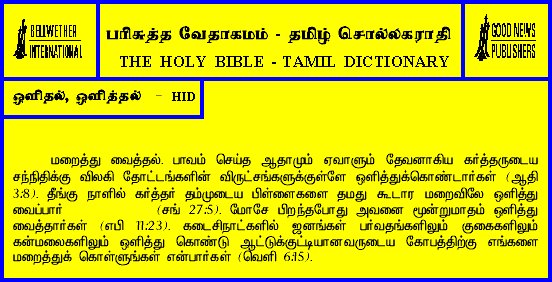 BELLWETHER
INTERNATIONAL
பரிசுத்த வேதாகமம் - தமிழ் சொல்லகராதி
THE HOLY BIBLE - TAMIL DICTIONARY
GOOD NEWS
PUBLISHERS
ஒளிதல், ஒளித்தல் - HID
மறைத்து வைத்தல். பாவம் செய்த ஆதாமும் ஏவாளும் தேவனாகிய கர்த்தருடைய
சந்நிதிக்கு விலகி தோட்டங்களின் விருட்சங்களுக்குள்ளே ஒளித்துக்கொண்டார்கள் (ஆதி
3:8). தீங்கு நாளில் கர்த்தர் தம்முடைய பிள்ளைகளை தமது கூடார மறைவிலே ஒளித்து
வைப்பார் (சங் 27:5). மோசே பிறந்தபோது அவனை மூன்றுமாதம் ஒளித்து
வைத்தார்கள் (எபி 11:23). கடைசிநாட்களில் ஜனங்கள் பர்வதங்களிலும் குகைகளிலும்
கன்மலைகளிலும் ஒளித்து கொண்டு ஆட்டுக்குட்டியானவருடைய கோபத்திற்கு எங்களை
மறைத்துக் கொள்ளுங்கள் என்பார்கள் (வெளி 6:15).